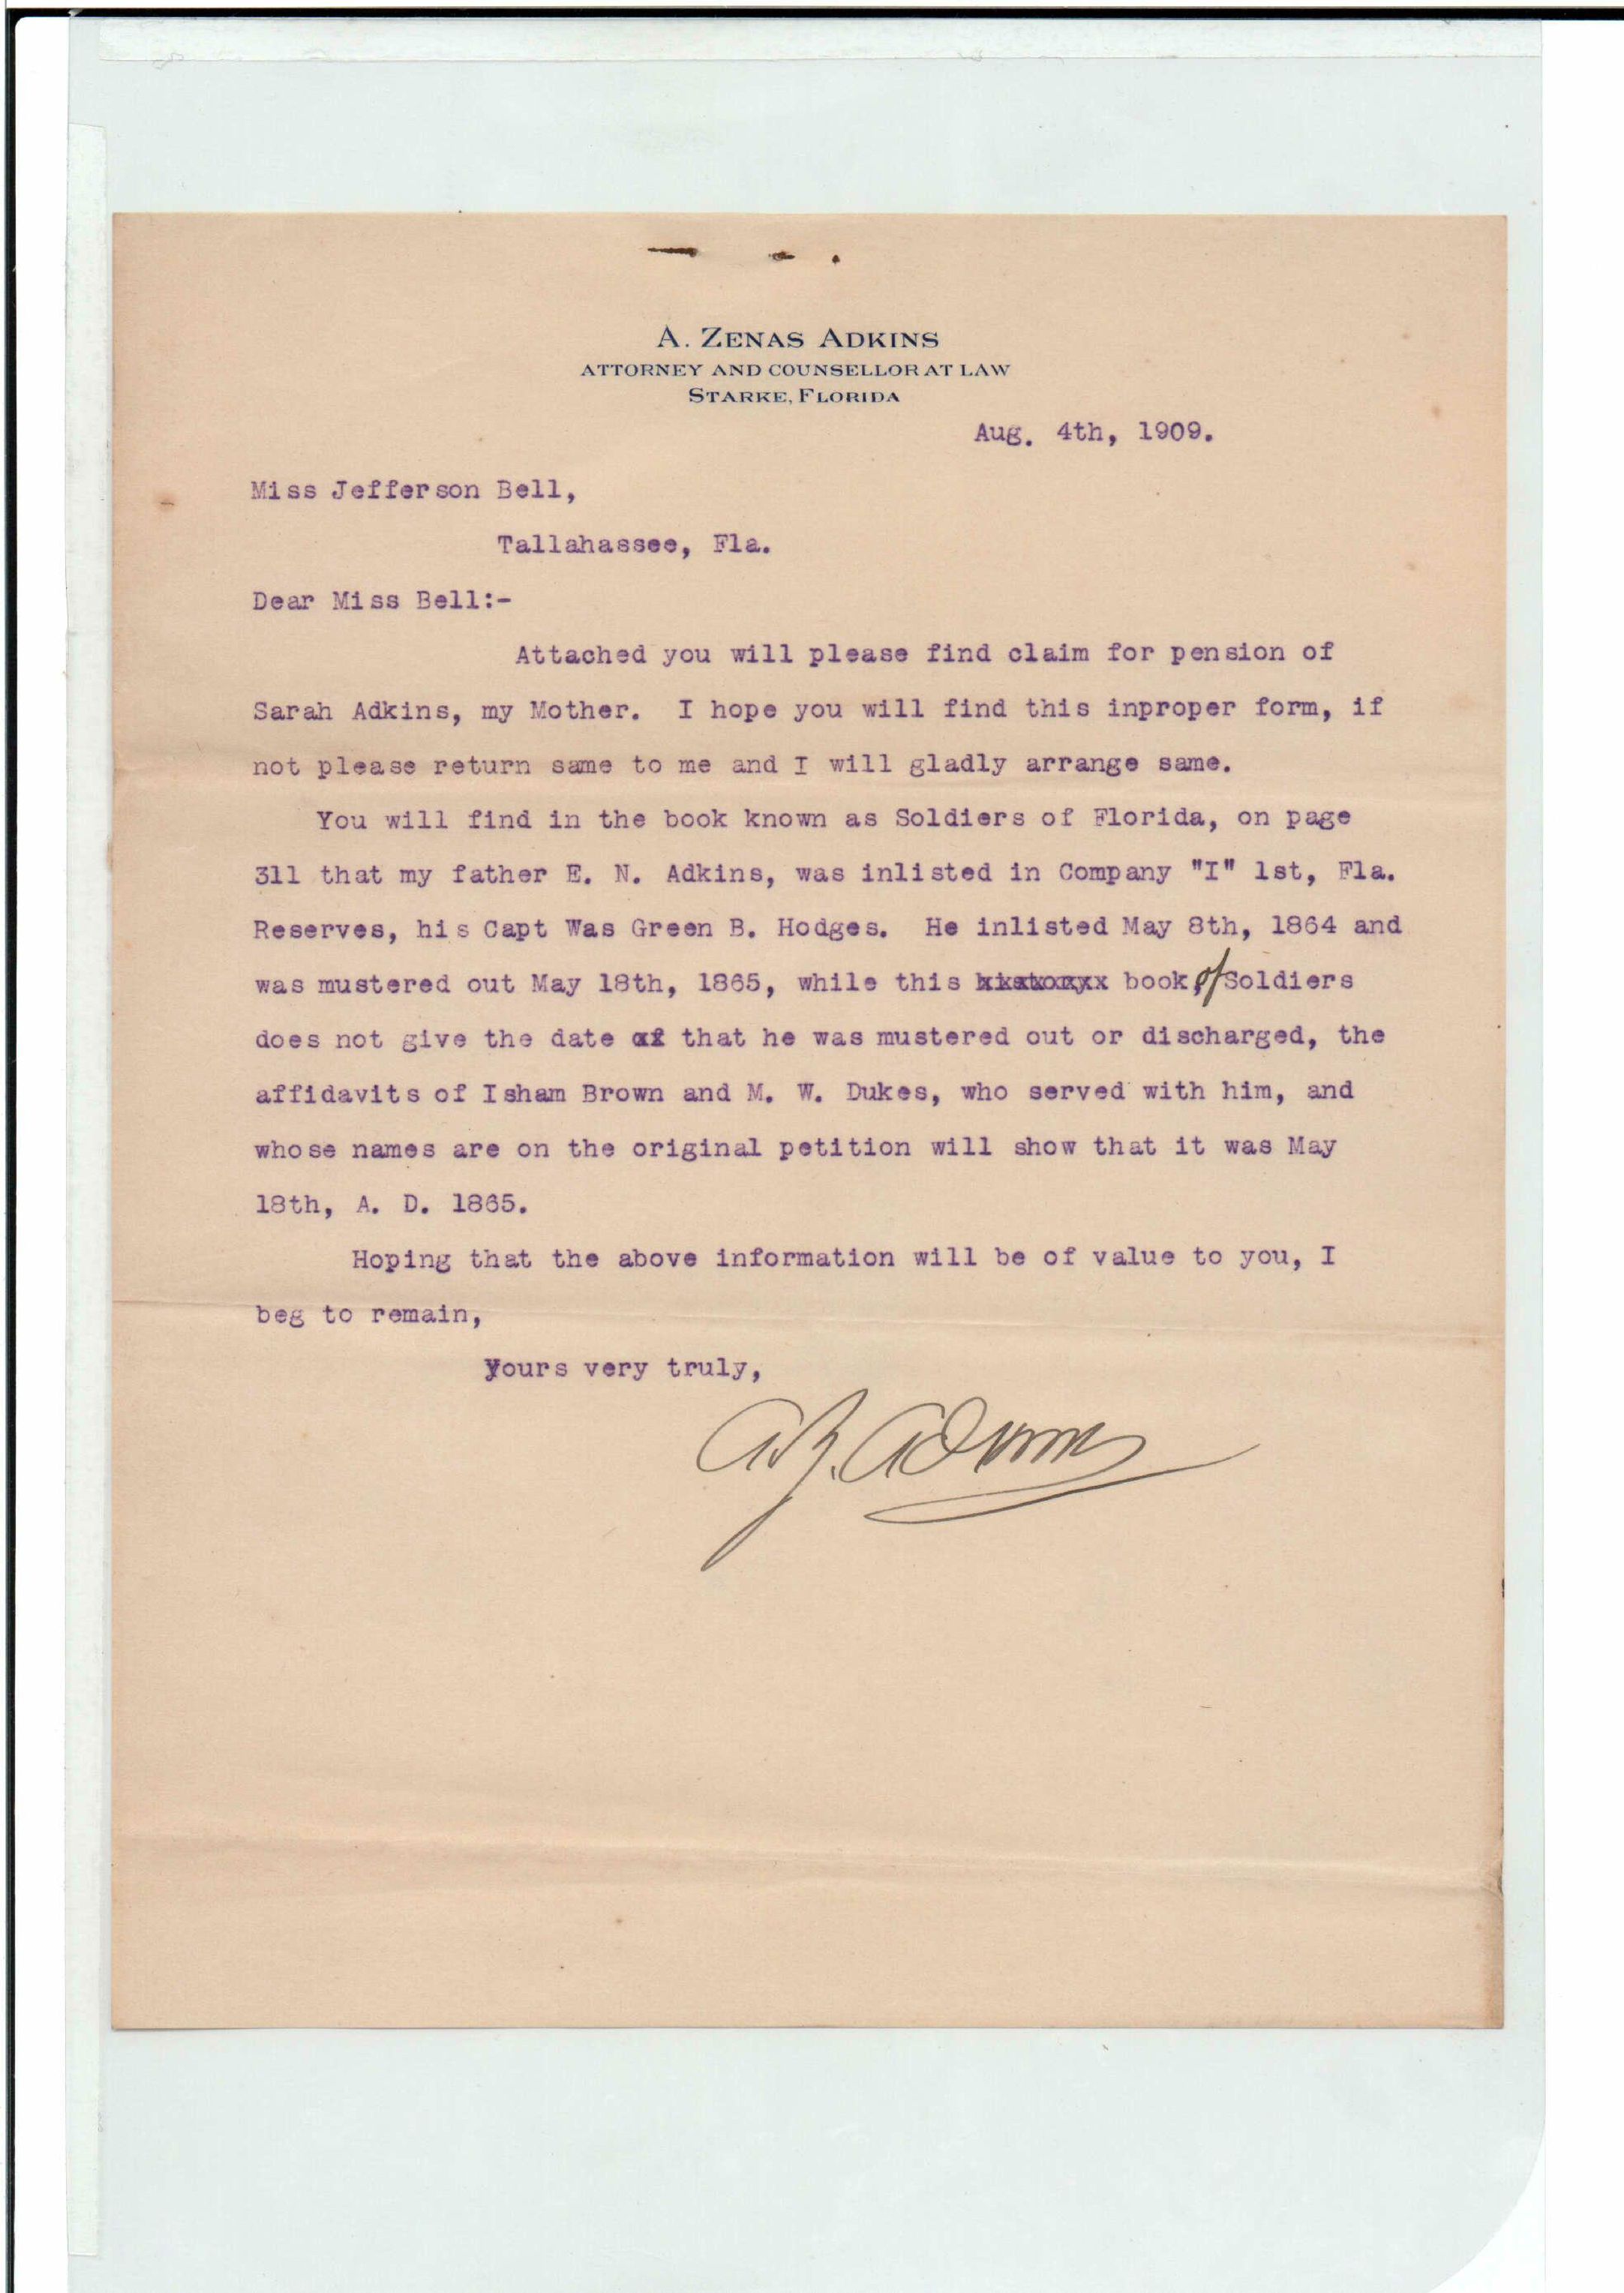 A. ZENAS ADKINS
ATTORNEY AND COUNSELLOR AT LAW
STARKE, FLORIDA
Aug. 4th, 1909.
Miss Jefferson Bell,
Tallahassee, Fla.
Dear Miss Bell:-
Attached you will please find claim for pension of
Sarah Adkins, my Mother. I hope you will find this inproper form, if
not please return same to me and I will gladly arrange same.
You will find in the book known as Soldiers of Florida, on page
311 that my father E. N. Adkins, was inlisted in Company "I" 1st, Fla.
Reserves, his Capt Was Green B. Hodges. He inlisted May 8th, 1864 and
was mustered out May 18th, 1865, while this book, of Soldiers
does not give the date that he was mustered out or discharged, the
affidavits of Isham Brown and M. W. Dukes, who served with him, and
whose names are on the original petition will show that it was May
18th, A. D. 1865.
Hoping that the above information will be of value to you, I
beg to remain,
Yours very truly,
A. Z. Adkins